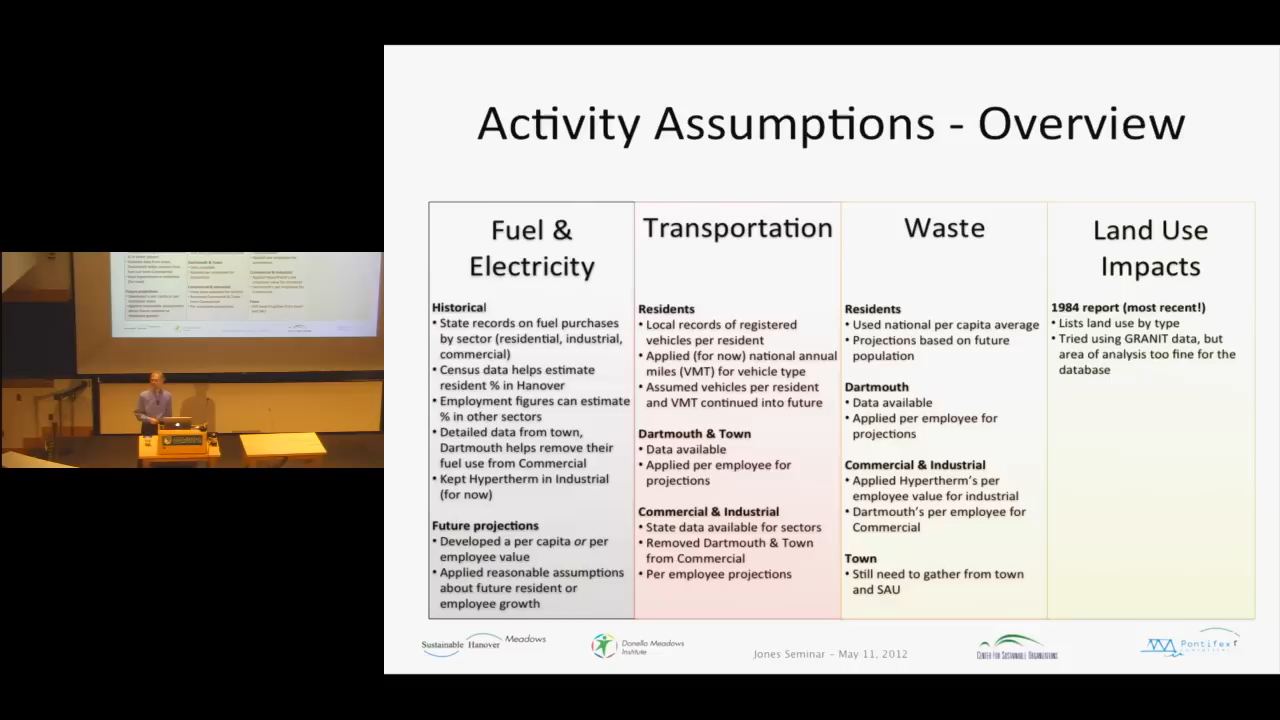 Activity Assumptions - Overview
Fuel &
Electricity
Historical
• State records on fuel purchases
by sector (residential, industrial,
commercial)
• Census data helps estimate
resident % in Hanover
• Employment figures can estimate
% in other sectors
• Detailed data from town,
Dartmouth helps remove their
fuel use from Commercial
• Kept Hypertherm in Industrial
(for now)
Future projections
• Developed a per capita or per
employee value
• Applied reasonable assumptions
about future resident or
employee growth
Transportation
Residents
• Local records of registered
vehicles per resident
• Applied (for now) national annual
miles (VMT) for vehicle type
• Assumed vehicles per resident
and VMT continued into future
Dartmouth & Town
• Data available
• Applied per employee for
projections
Commercial & Industrial
• State data available for sectors
• Removed Dartmouth & Town
from Commercial
• Per employee projections
Waste
Residents
• Used national per capita average
• Projections based on future
population
Dartmouth
• Data available
• Applied per employee for
projections
Commercial & Industrial
• Applied Hypertherm's per
employee value for industrial
• Dartmouth's per employee for
Commercial
Town
• Still need to gather from town
and SAU
Land Use
Impacts
1984 report (most recent!)
• Lists land use by type
• Tried using GRANIT data, but
area of analysis too fine for the
database
Sustainable Hanover
Meadows
Donella Meadows
Institute
Jones Seminar – May 11, 2012
Center for Sustainable Organizations
Pontifex